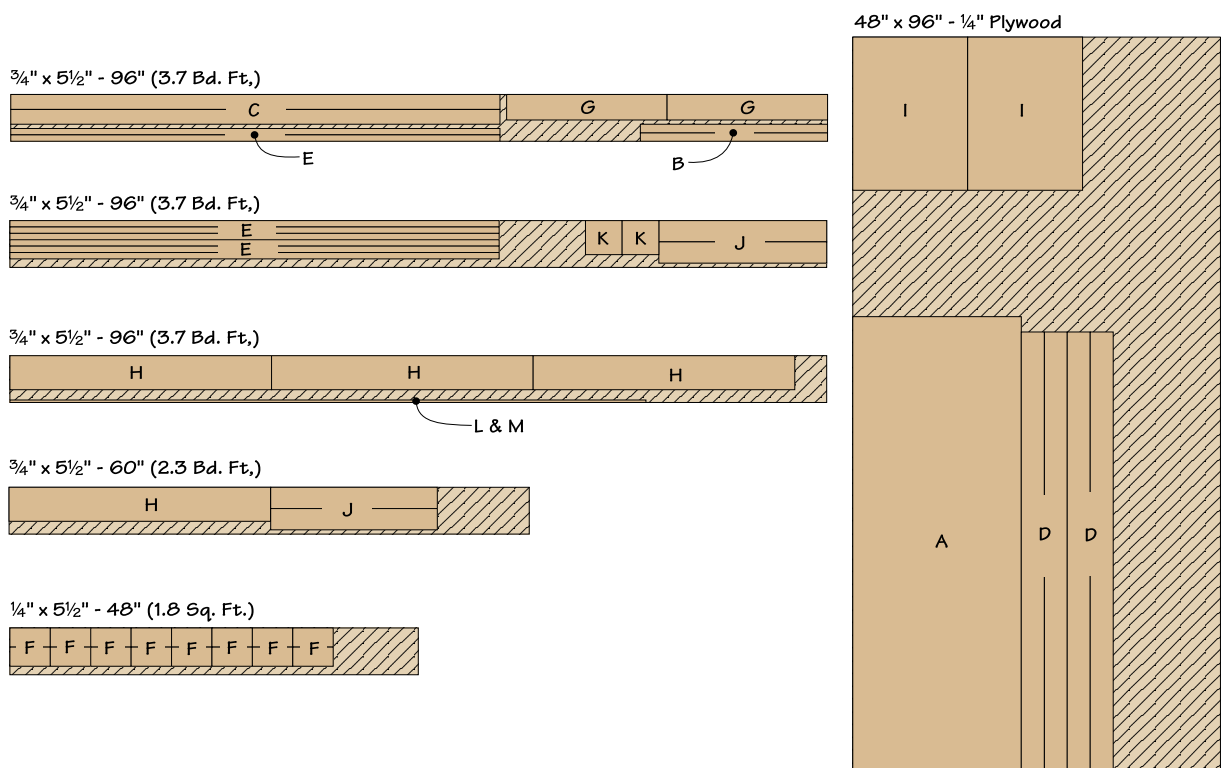 48" x 96" - ¼" Plywood
¾" x 5½" - 96" (3.7 Bd. Ft,)
C
G
G
E
B
I
I
¾" x 5½" - 96" (3.7 Bd. Ft,)
E
E
K
K
J
¾" x 5½" - 96" (3.7 Bd. Ft,)
H
H
H
L & M
¾" x 5½" - 60" (2.3 Bd. Ft,)
H
J
A
D
D
¼" x 5½" - 48" (1.8 Sq. Ft.)
F
F
F
F
F
F
F
F